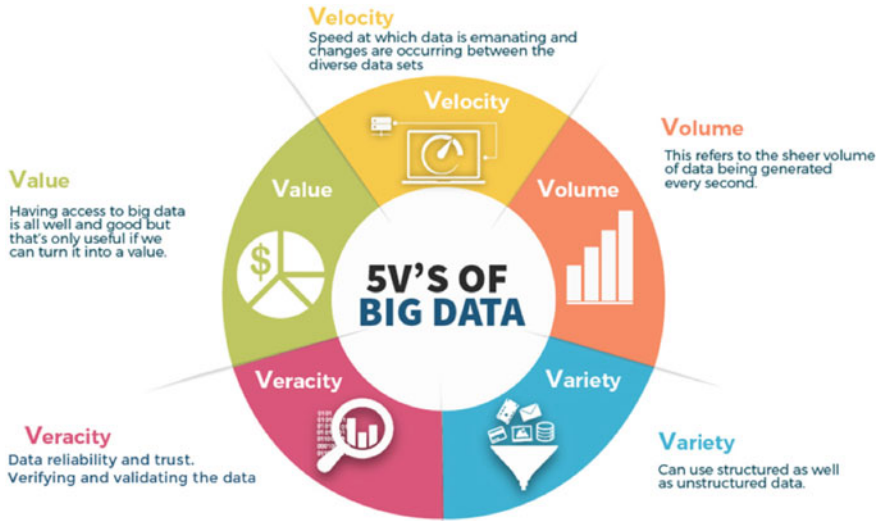 Velocity
Speed at which data is emanating and
changes are occurring between the
diverse data sets
Velocity
Volume
This refers to the sheer volume
of data being generated
every second.
Value
Having access to big data
is all well and good but
that's only useful if we
can turn it into a value.
Value
$
Volume
5V'S OF
BIG DATA
Veracity
Variety
Veracity
Data reliability and trust.
Verifying and validating the data
Variety
Can use structured as well
as unstructured data.